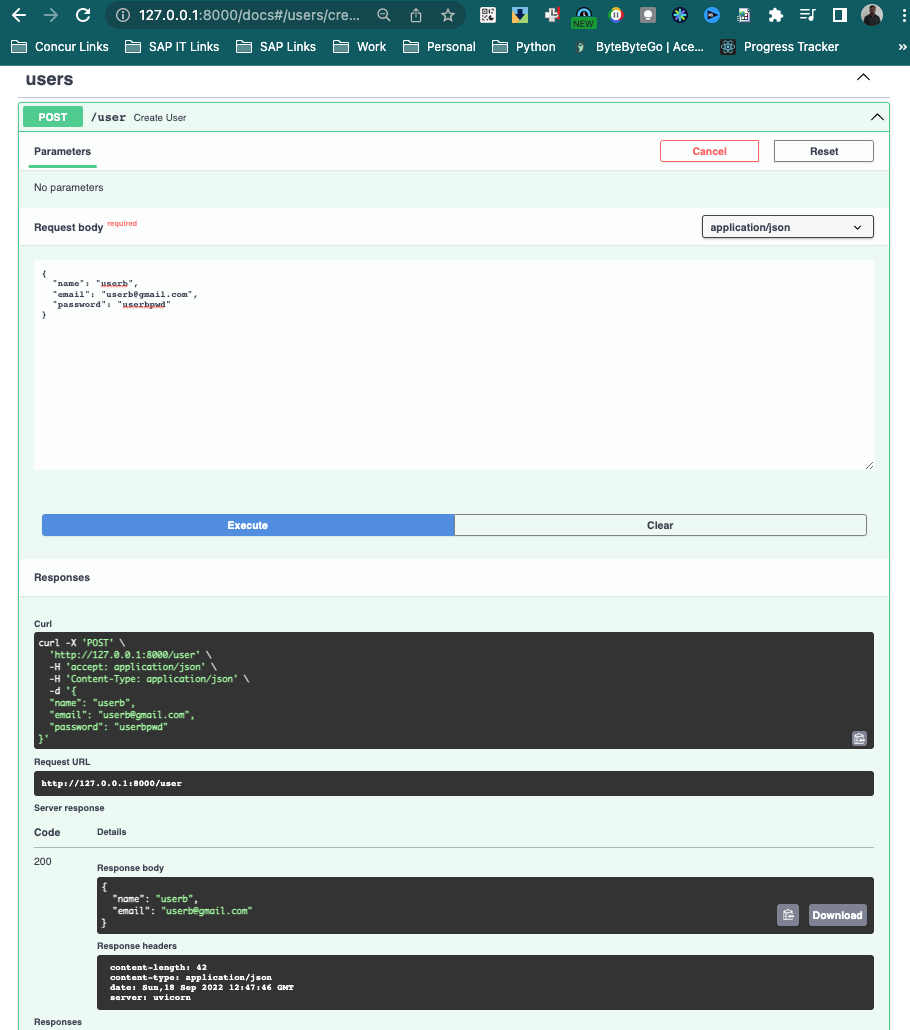 127.0.0.1:8000/docs#/users/cre...
NEW
Concur Links SAP IT Links SAP Links Work Personal Python ByteByteGo | Ace... Progress Tracker »
users
POST /user Create User
Parameters Cancel Reset
No parameters
Request body required application/json
{
"name": "userb",
"email": "userb@gmail.com",
"password": "userbpwd"
}
Execute Clear
Responses
Curl
curl -X 'POST' \
'http://127.0.0.1:8000/user' \
-H 'accept: application/json' \
-H 'Content-Type: application/json' \
-d '{
"name": "userb",
"email": "userb@gmail.com",
"password": "userbpwd"
}'
Request URL
http://127.0.0.1:8000/user
Server response
Code Details
200
Response body
{
"name": "userb",
"email": "userb@gmail.com"
}
Download
Response headers
content-length: 42
content-type: application/json
date: Sun,18 Sep 2022 12:47:46 GMT
server: uvicorn
Responses